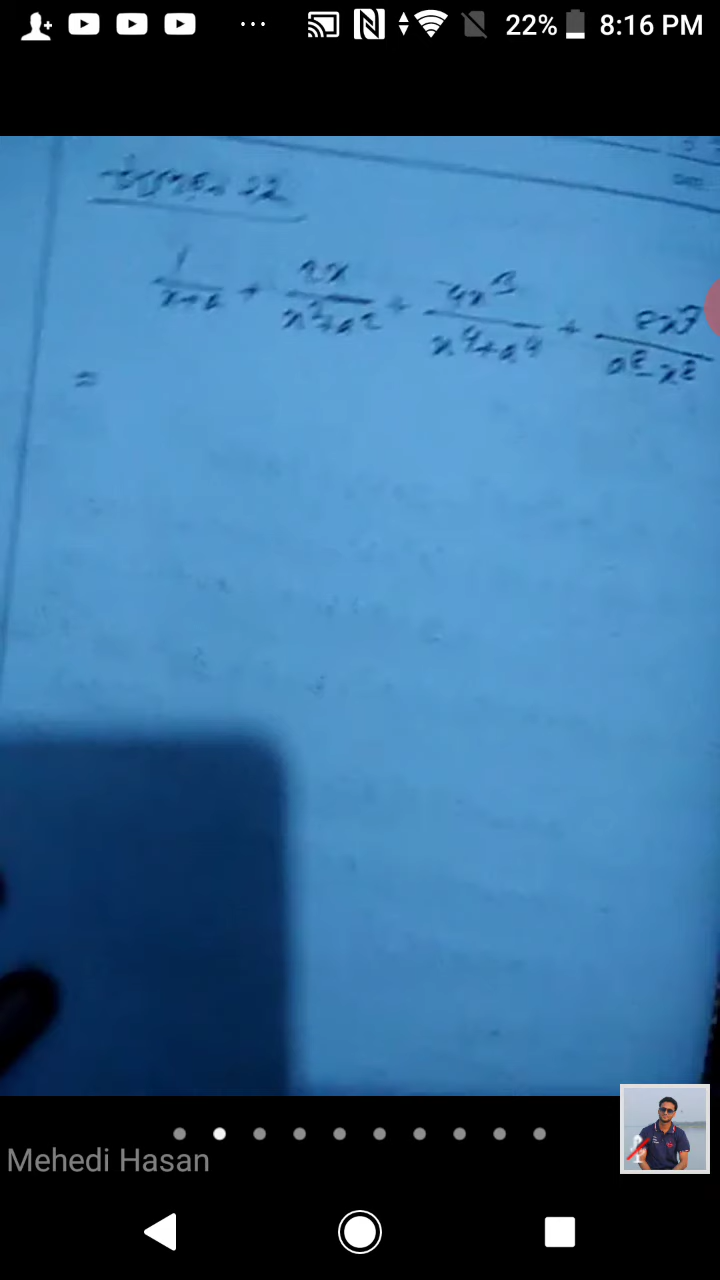 22% 8:16 PM
1/x+a + 2x/x²+a² + 4x³/x⁴+a⁴ + 8x⁷/a⁸-x⁸
=
Mehedi Hasan